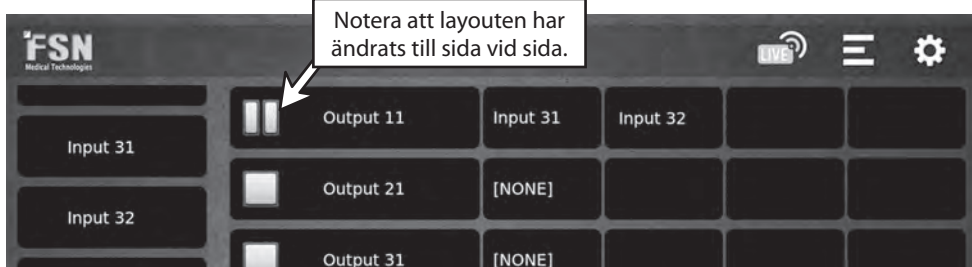 Notera att layouten har
ändrats till sida vid sida.
FSN
Medical Technologies
LIVE
Input 31
Input 32
Output 11 Input 31 Input 32
Output 21 [NONE]
Output 31 [NONE]